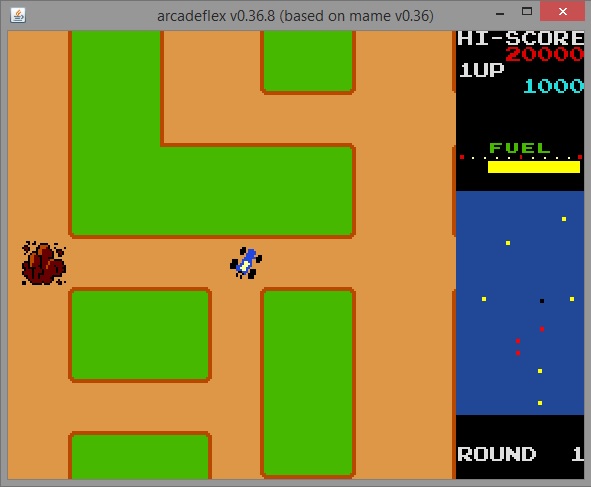 arcadeflex v0.36.8 (based on mame v0.36)
HI-SCORE
20000
1UP
1000
FUEL
ROUND 1